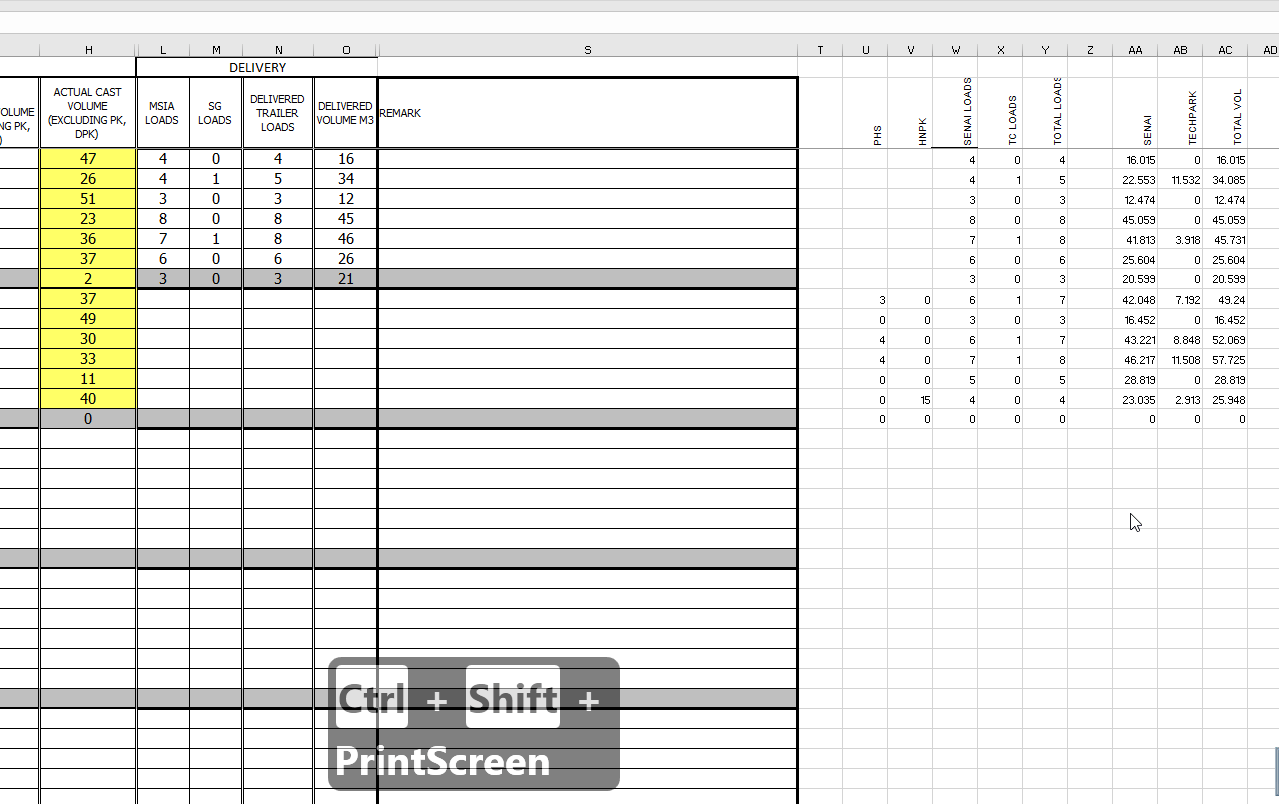 H L M N O S T U V W X Y Z AA AB AC AD
DELIVERY
OLUME
NG PK,
)
ACTUAL CAST
VOLUME
(EXCLUDING PK,
DPK)
MSIA
LOADS
SG
LOADS
DELIVERED
TRAILER
LOADS
DELIVERED
VOLUME M3
REMARK
PHS
HNPK
SENAI LOADS
TC LOADS
TOTAL LOADS
SENAI
TECHPARK
TOTAL VOL
47 4 0 4 16 4 0 4 16.015 0 16.015
26 4 1 5 34 4 1 5 22.553 11.532 34.085
51 3 0 3 12 3 0 3 12.474 0 12.474
23 8 0 8 45 8 0 8 45.059 0 45.059
36 7 1 8 46 7 1 8 41.813 3.918 45.731
37 6 0 6 26 6 0 6 25.604 0 25.604
2 3 0 3 21 3 0 3 20.599 0 20.599
37 3 0 6 1 7 42.048 7.192 49.24
49 0 0 3 0 3 16.452 0 16.452
30 4 0 6 1 7 43.221 8.848 52.069
33 4 0 7 1 8 46.217 11.508 57.725
11 0 0 5 0 5 28.819 0 28.819
40 0 15 4 0 4 23.035 2.913 25.948
0 0 0 0 0 0 0 0 0
Ctrl + Shift +
PrintScreen